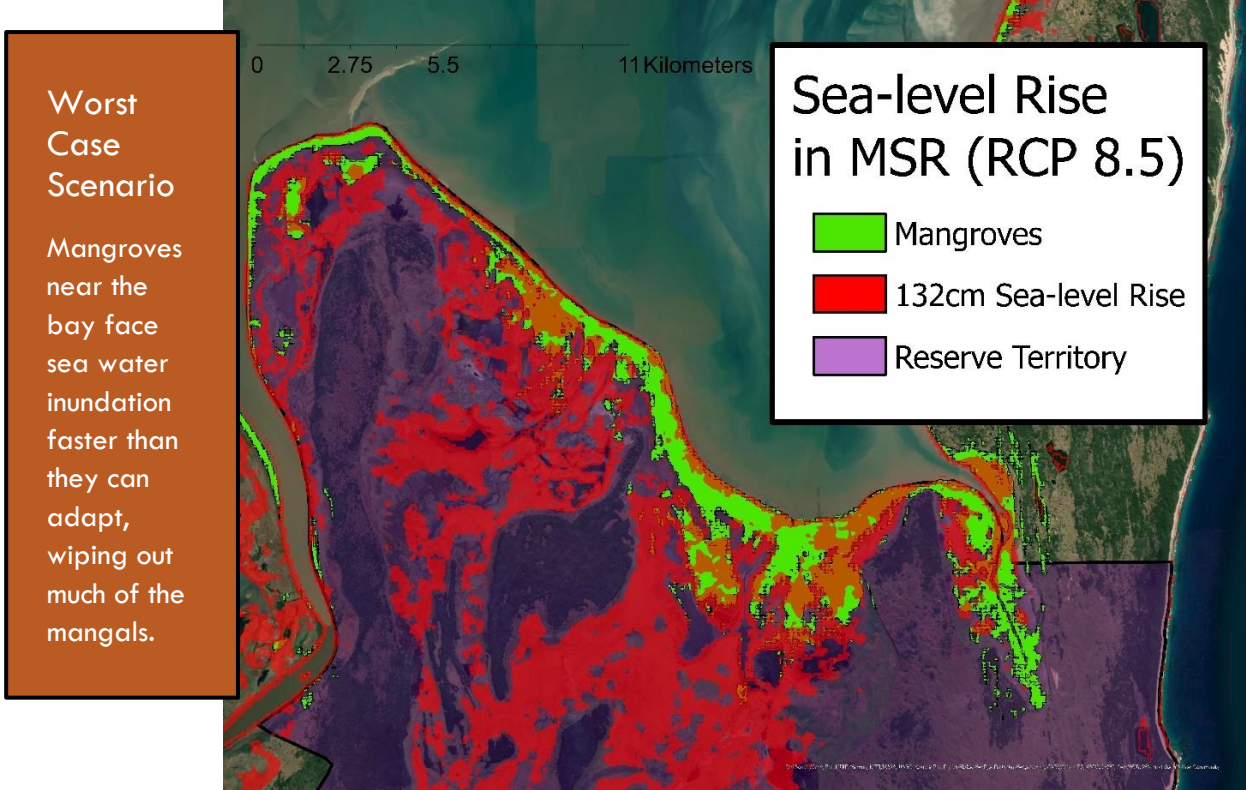 Worst
Case
Scenario
Mangroves
near the
bay face
sea water
inundation
faster than
they can
adapt,
wiping out
much of the
mangals.
0 2.75 5.5 11 Kilometers
Sea-level Rise
in MSR (RCP 8.5)
Mangroves
132cm Sea-level Rise
Reserve Territory